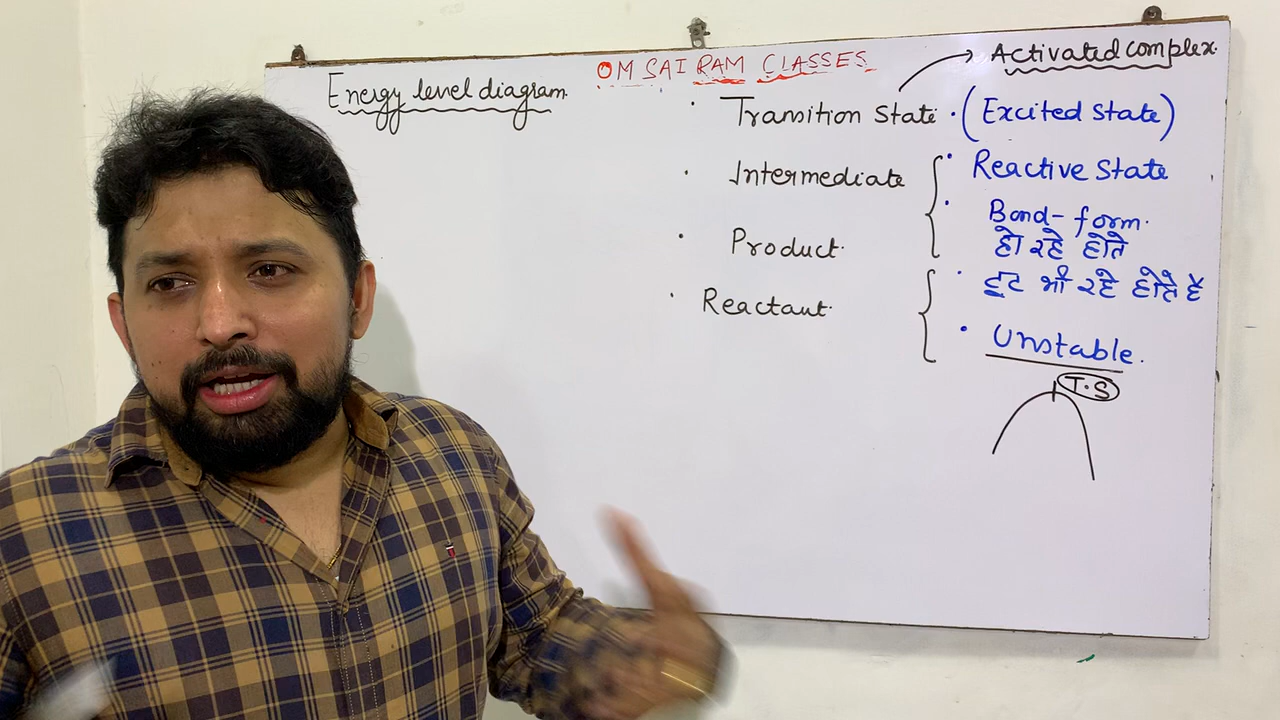 OM SAI RAM CLASSES
Activated complex.
Energy level diagram
Transition State. (Excited State)
Intermediate
Reactive State
Bond- form.
हो रहे होते
Product.
टूट भी रहे होते हैं
Reactant.
Unstable.
T.S